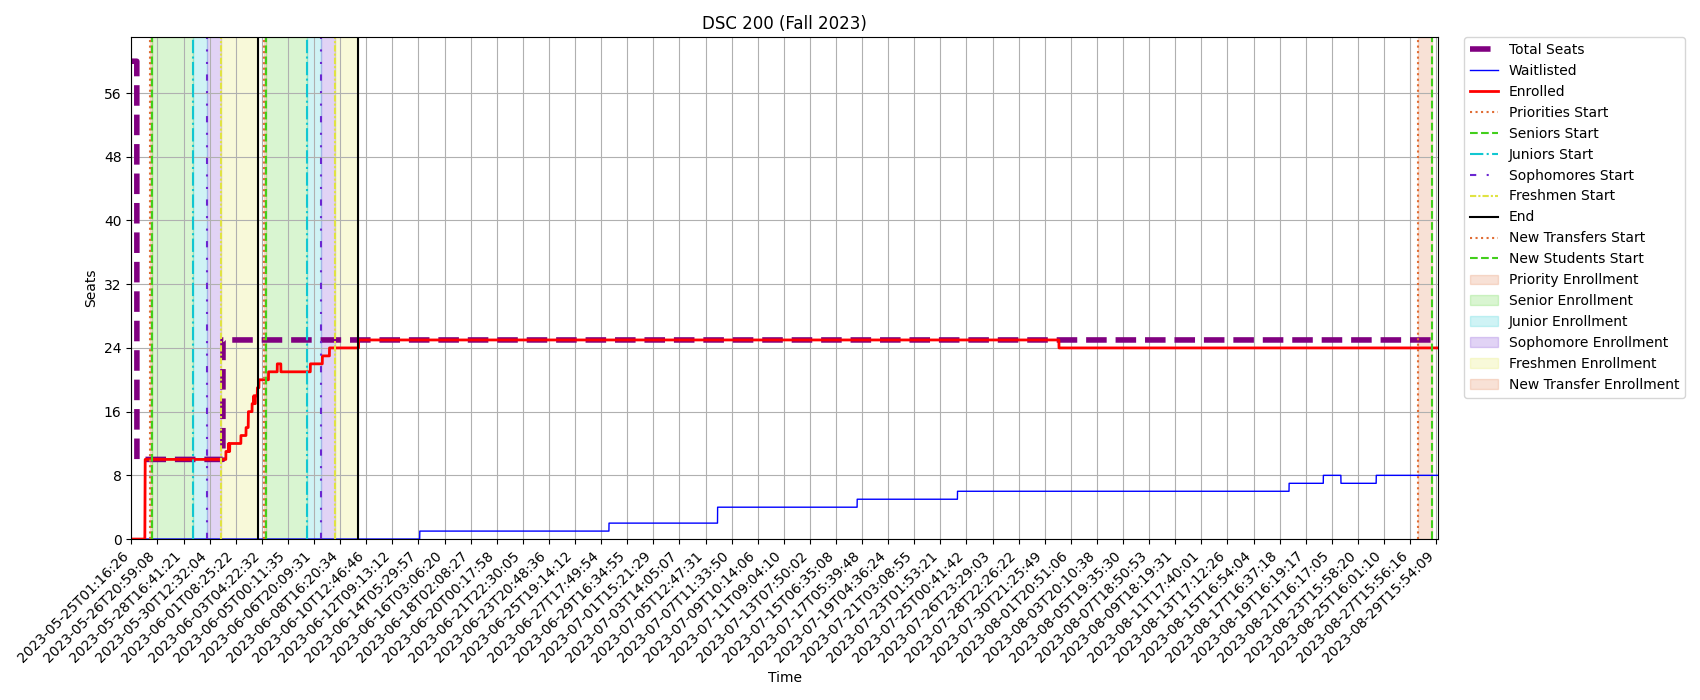 DSC 200 (Fall 2023)
Seats
56
48
40
32
24
16
8
0
2023-05-25T01:16:26
2023-05-26T20:59:08
2023-05-28T16:41:21
2023-05-30T12:32:04
2023-06-01T08:25:22
2023-06-03T04:22:32
2023-06-05T00:11:35
2023-06-06T20:09:31
2023-06-08T16:20:34
2023-06-10T12:46:46
2023-06-12T09:13:12
2023-06-14T05:29:57
2023-06-16T03:06:20
2023-06-18T02:08:27
2023-06-20T00:17:58
2023-06-21T22:30:05
2023-06-23T20:48:36
2023-06-25T19:14:12
2023-06-27T17:49:54
2023-06-29T16:34:55
2023-07-01T15:21:29
2023-07-03T14:05:07
2023-07-05T12:47:31
2023-07-07T11:33:50
2023-07-09T10:14:06
2023-07-11T09:04:10
2023-07-13T07:50:02
2023-07-15T06:35:08
2023-07-17T05:39:48
2023-07-19T04:36:24
2023-07-21T03:08:55
2023-07-23T01:53:21
2023-07-25T00:41:42
2023-07-26T23:29:03
2023-07-28T22:26:22
2023-07-30T21:25:49
2023-08-01T20:51:06
2023-08-03T20:10:38
2023-08-05T19:35:30
2023-08-07T18:50:53
2023-08-09T18:19:31
2023-08-11T17:40:01
2023-08-13T17:12:26
2023-08-15T16:54:04
2023-08-17T16:37:18
2023-08-19T16:19:17
2023-08-21T16:17:05
2023-08-23T15:58:20
2023-08-25T16:01:10
2023-08-27T15:56:16
2023-08-29T15:54:09
Time
Total Seats
Waitlisted
Enrolled
Priorities Start
Seniors Start
Juniors Start
Sophomores Start
Freshmen Start
End
New Transfers Start
New Students Start
Priority Enrollment
Senior Enrollment
Junior Enrollment
Sophomore Enrollment
Freshmen Enrollment
New Transfer Enrollment